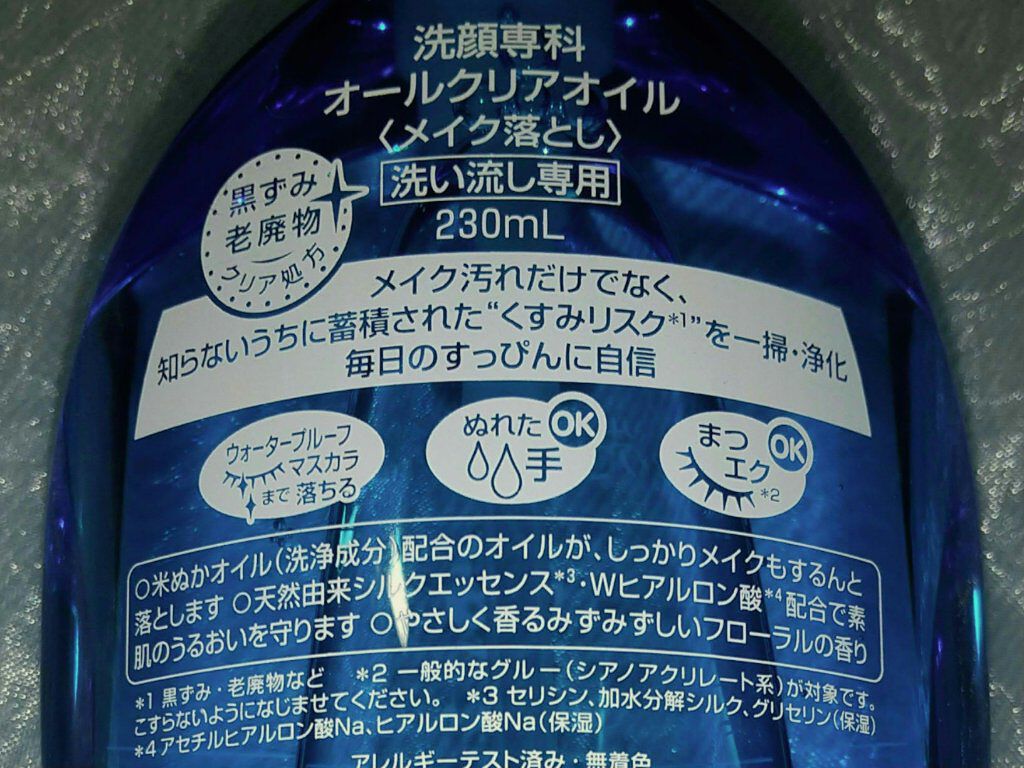 洗顔専科
オールクリアオイル
〈メイク落とし〉
洗い流し専用
230mL
黒ずみ
老廃物
クリア処方
メイク汚れだけでなく、
知らないうちに蓄積された“くすみリスク*1”を一掃・浄化
毎日のすっぴんに自信
ウォータープルーフ
マスカラ
まで落ちる
ぬれた
手
OK
まつ
エク*2
OK
○米ぬかオイル(洗浄成分)配合のオイルが、しっかりメイクもするんと
落とします ○天然由来シルクエッセンス*3・Wヒアルロン酸*4配合で素
肌のうるおいを守ります ○やさしく香るみずみずしいフローラルの香り
*1 黒ずみ・老廃物など *2 一般的なグルー(シアノアクリレート系)が対象です。
こすらないようになじませてください。 *3 セリシン、加水分解シルク、グリセリン(保湿)
*4 アセチルヒアルロン酸Na、ヒアルロン酸Na(保湿)
アレルギーテスト済み・無着色